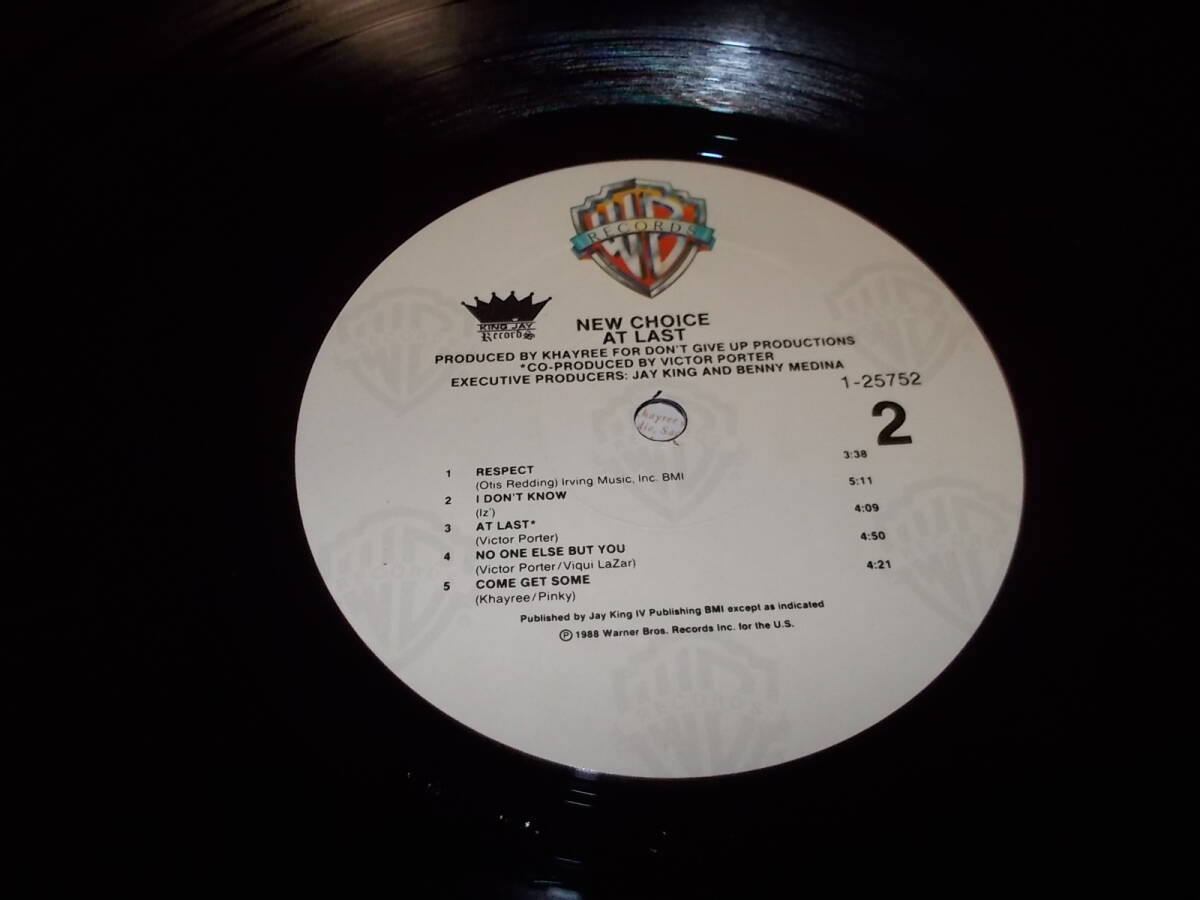 WB
RECORDS
KING JAY
Records
NEW CHOICE
AT LAST
PRODUCED BY KHAYREE FOR DON'T GIVE UP PRODUCTIONS
*CO-PRODUCED BY VICTOR PORTER
EXECUTIVE PRODUCERS: JAY KING AND BENNY MEDINA
1-25752
2
1 RESPECT 3:38
(Otis Redding) Irving Music, Inc. BMI
2 I DON'T KNOW 5:11
(Iz')
3 AT LAST* 4:09
(Victor Porter)
4 NO ONE ELSE BUT YOU 4:50
(Victor Porter/Viqui LaZar)
5 COME GET SOME 4:21
(Khayree/Pinky)
Published by Jay King IV Publishing BMI except as indicated
Ⓟ 1988 Warner Bros. Records Inc. for the U.S.